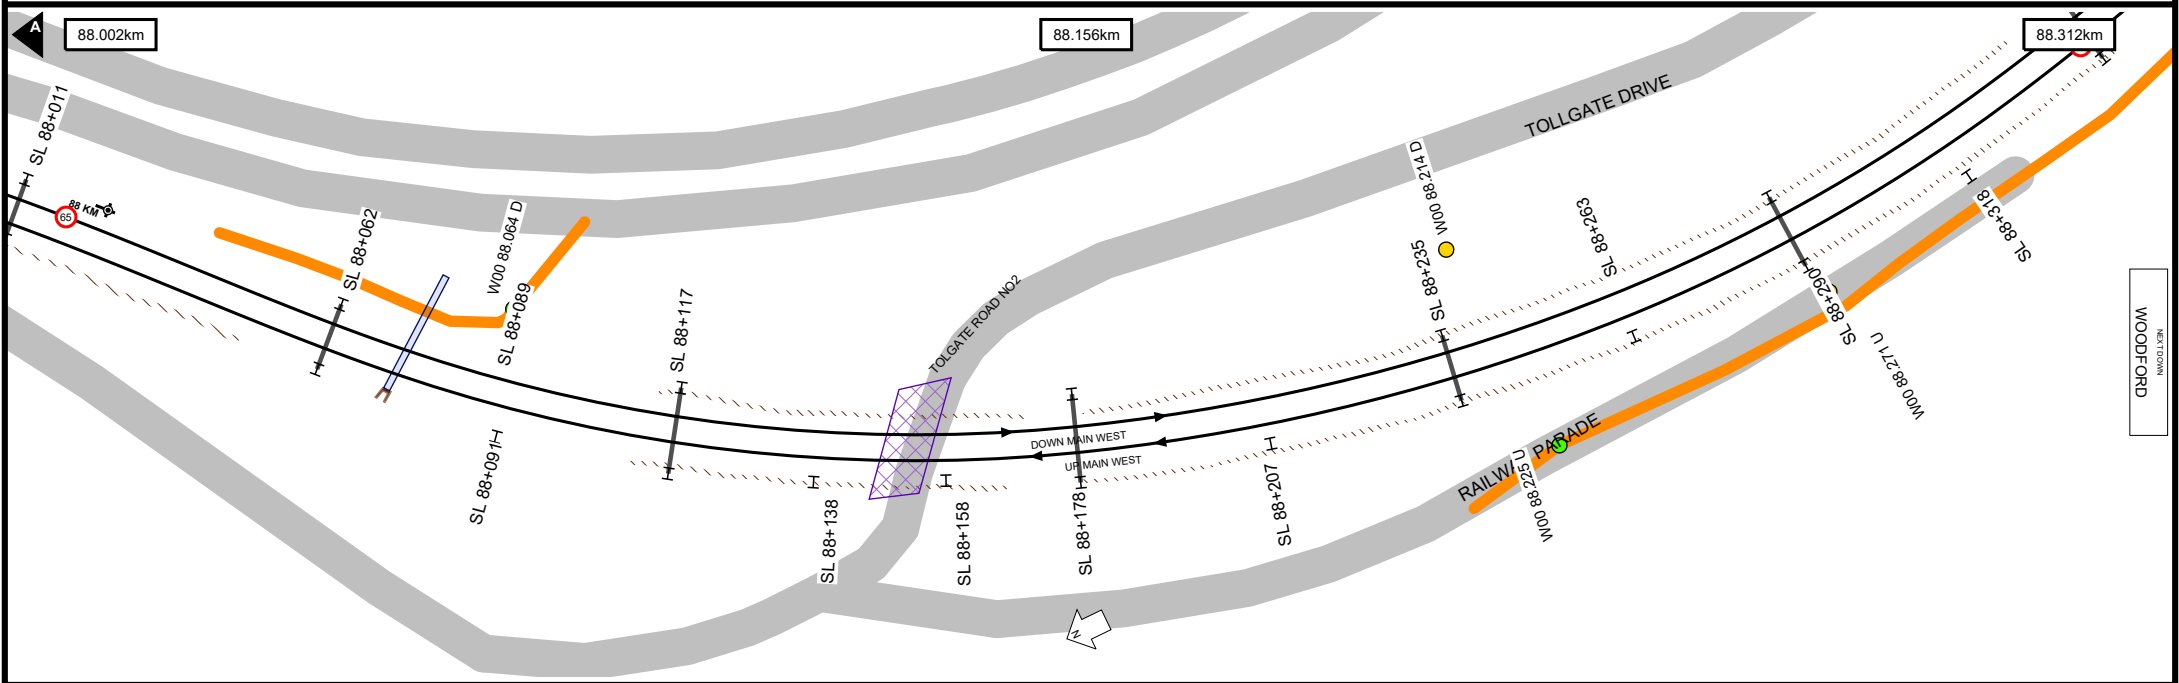 A
88.002km
88.156km
88.312km
SL 88+011
65
88 KM
SL 88+062
W00 88.064 D
SL 88+089
SL 88+091
SL 88+117
SL 88+138
TOLGATE ROAD NO2
SL 88+158
DOWN MAIN WEST
UP MAIN WEST
SL 88+178
SL 88+207
TOLLGATE DRIVE
W00 88.214 D
SL 88+235
SL 88+263
RAILWAY PARADE
W00 88.225 U
SL 88+290
W00 88.271 U
SL 88+318
NEXT DOWN
WOODFORD
N